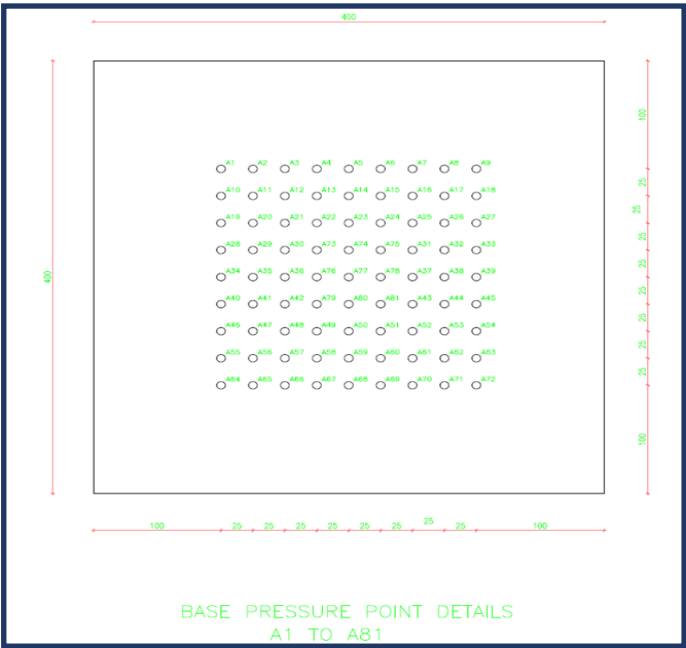 400
100
A1 A2 A3 A4 A5 A6 A7 A8 A9
25
A10 A11 A12 A13 A14 A15 A16 A17 A18
25
A19 A20 A21 A22 A23 A24 A25 A26 A27
25
A28 A29 A30 A73 A74 A75 A31 A32 A33
25
400
A34 A35 A36 A76 A77 A78 A37 A38 A39
25
A40 A41 A42 A79 A80 A81 A43 A44 A45
25
A46 A47 A48 A49 A50 A51 A52 A53 A54
25
A55 A56 A57 A58 A59 A60 A61 A62 A63
25
A64 A65 A66 A67 A68 A69 A70 A71 A72
100
100 25 25 25 25 25 25 25 25 100
BASE PRESSURE POINT DETAILS
A1 TO A81